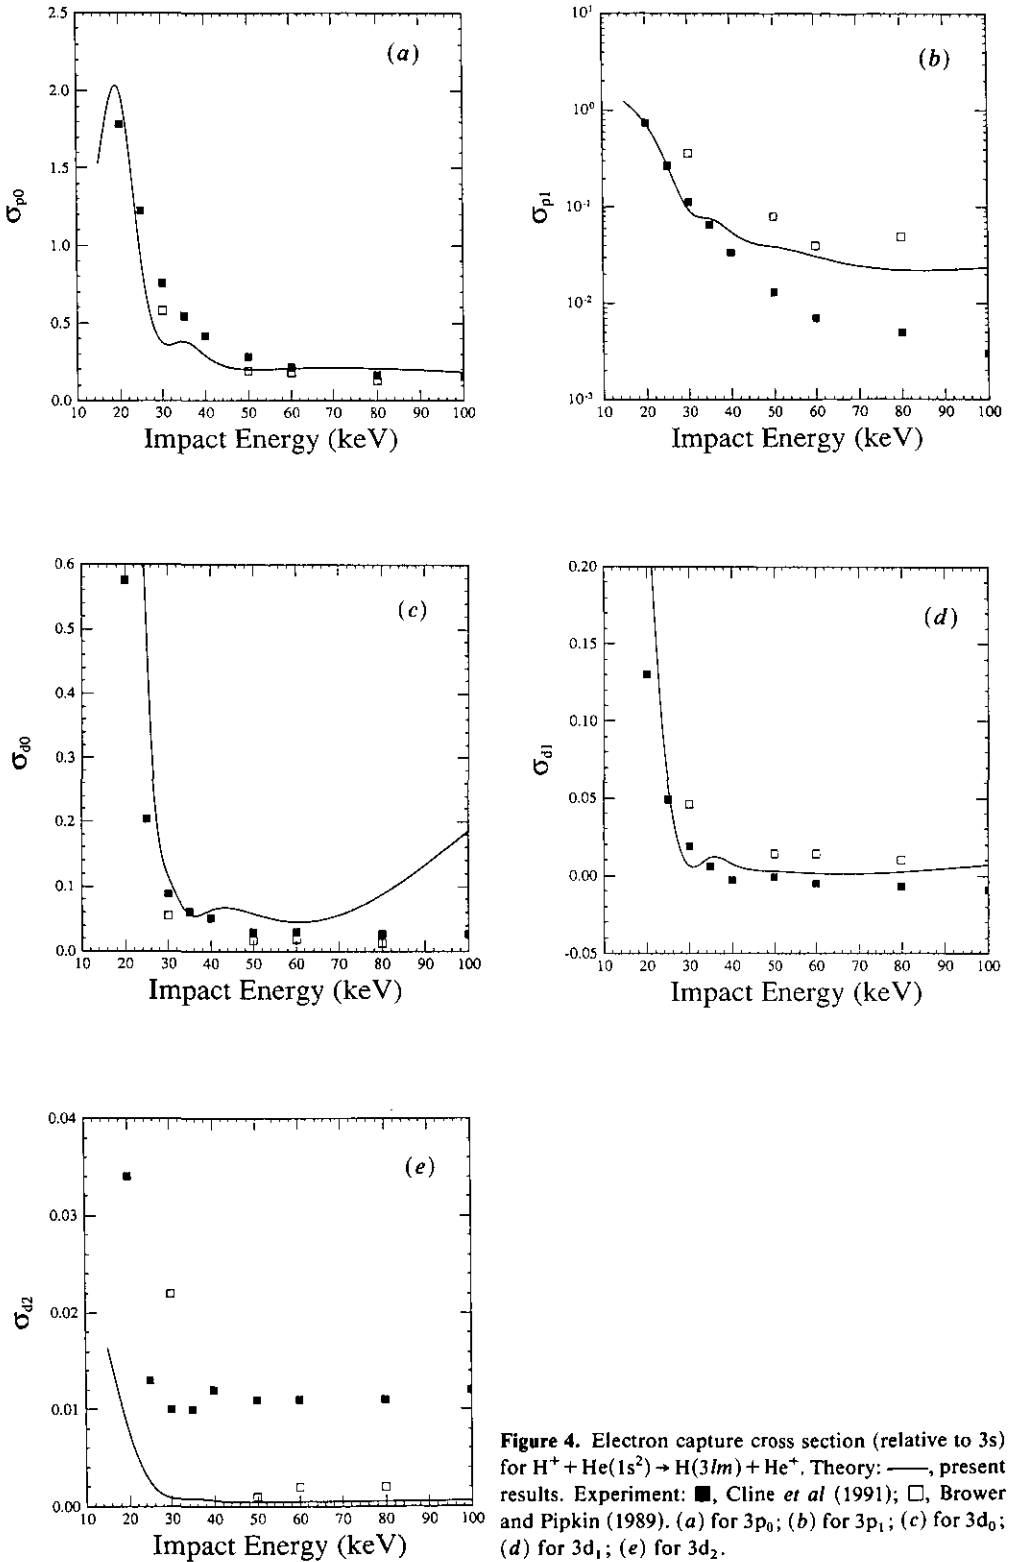 (a)
σp0
2.5
2.0
1.5
1.0
0.5
0.0
10 20 30 40 50 60 70 80 90 100
Impact Energy (keV)
(b)
σp1
10¹
10⁰
10⁻¹
10⁻²
10⁻³
10 20 30 40 50 60 70 80 90 100
Impact Energy (keV)
(c)
σd0
0.6
0.5
0.4
0.3
0.2
0.1
0.0
10 20 30 40 50 60 70 80 90 100
Impact Energy (keV)
(d)
σd1
0.20
0.15
0.10
0.05
0.00
-0.05
10 20 30 40 50 60 70 80 90 100
Impact Energy (keV)
(e)
σd2
0.04
0.03
0.02
0.01
0.00
10 20 30 40 50 60 70 80 90 100
Impact Energy (keV)
Figure 4. Electron capture cross section (relative to 3s)
for H⁺ + He(1s²) → H(3lm) + He⁺. Theory: ——, present
results. Experiment: ■, Cline et al (1991); □, Brower
and Pipkin (1989). (a) for 3p₀; (b) for 3p₁; (c) for 3d₀;
(d) for 3d₁; (e) for 3d₂.